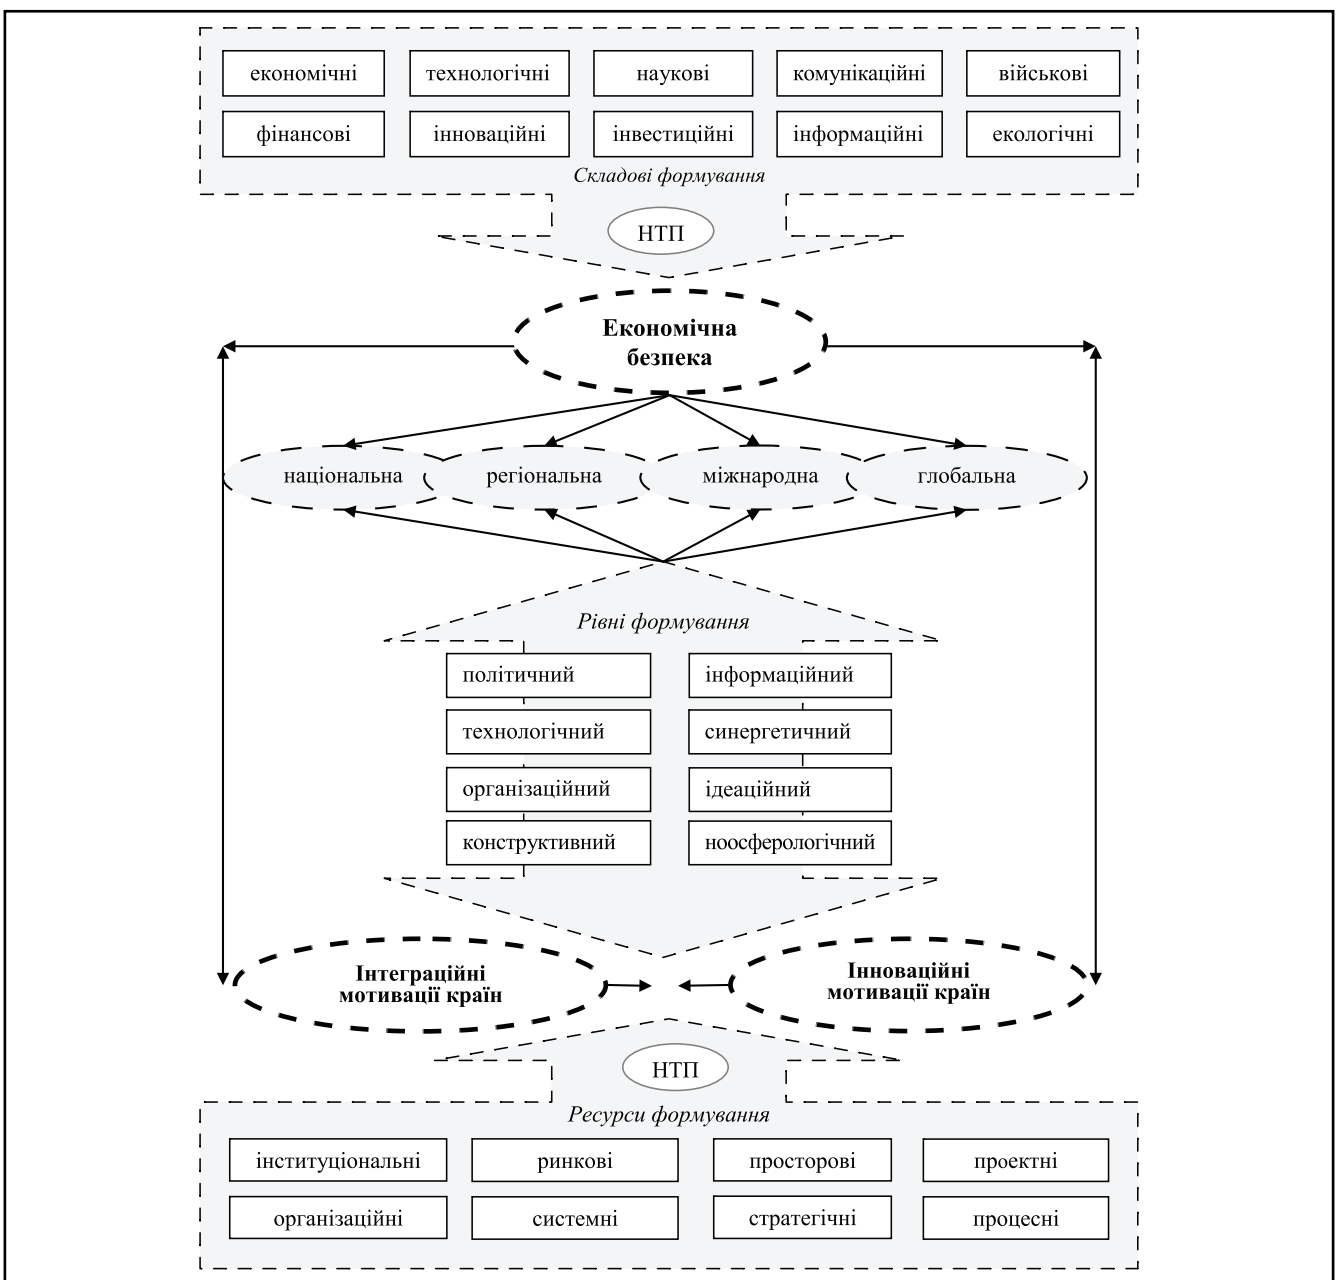 економічні технологічні наукові комунікаційні військові
фінансові інноваційні інвестиційні інформаційні екологічні
Складові формування
НТП
Економічна
безпека
національна регіональна міжнародна глобальна
Рівні формування
політичний інформаційний
технологічний синергетичний
організаційний ідеаційний
конструктивний ноосферологічний
Інтеграційні
мотивації країн
Інноваційні
мотивації країн
НТП
Ресурси формування
інституціональні ринкові просторові проектні
організаційні системні стратегічні процесні